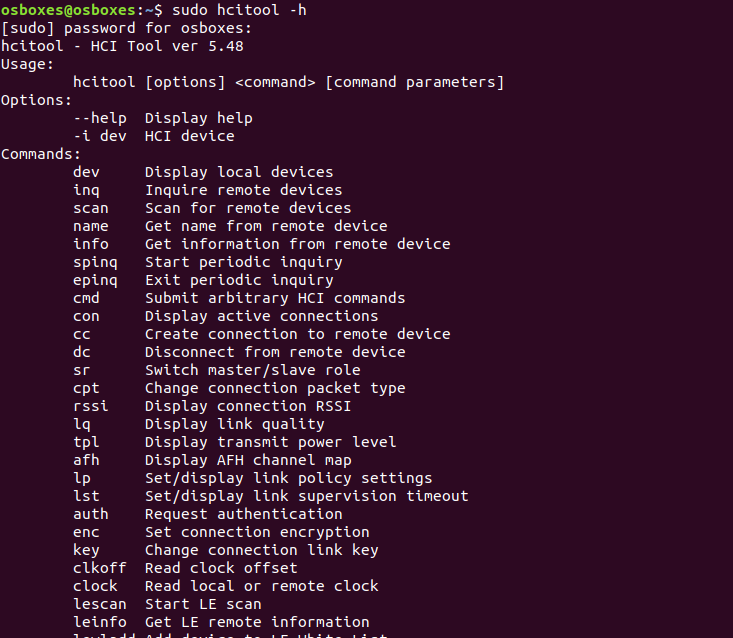 osboxes@osboxes:~$ sudo hcitool -h
[sudo] password for osboxes:
hcitool - HCI Tool ver 5.48
Usage:
        hcitool [options] <command> [command parameters]
Options:
        --help  Display help
        -i dev  HCI device
Commands:
        dev     Display local devices
        inq     Inquire remote devices
        scan    Scan for remote devices
        name    Get name from remote device
        info    Get information from remote device
        spinq   Start periodic inquiry
        epinq   Exit periodic inquiry
        cmd     Submit arbitrary HCI commands
        con     Display active connections
        cc      Create connection to remote device
        dc      Disconnect from remote device
        sr      Switch master/slave role
        cpt     Change connection packet type
        rssi    Display connection RSSI
        lq      Display link quality
        tpl     Display transmit power level
        afh     Display AFH channel map
        lp      Set/display link policy settings
        lst     Set/display link supervision timeout
        auth    Request authentication
        enc     Set connection encryption
        key     Change connection link key
        clkoff  Read clock offset
        clock   Read local or remote clock
        lescan  Start LE scan
        leinfo  Get LE remote information
        lewladd Add device to LE White List